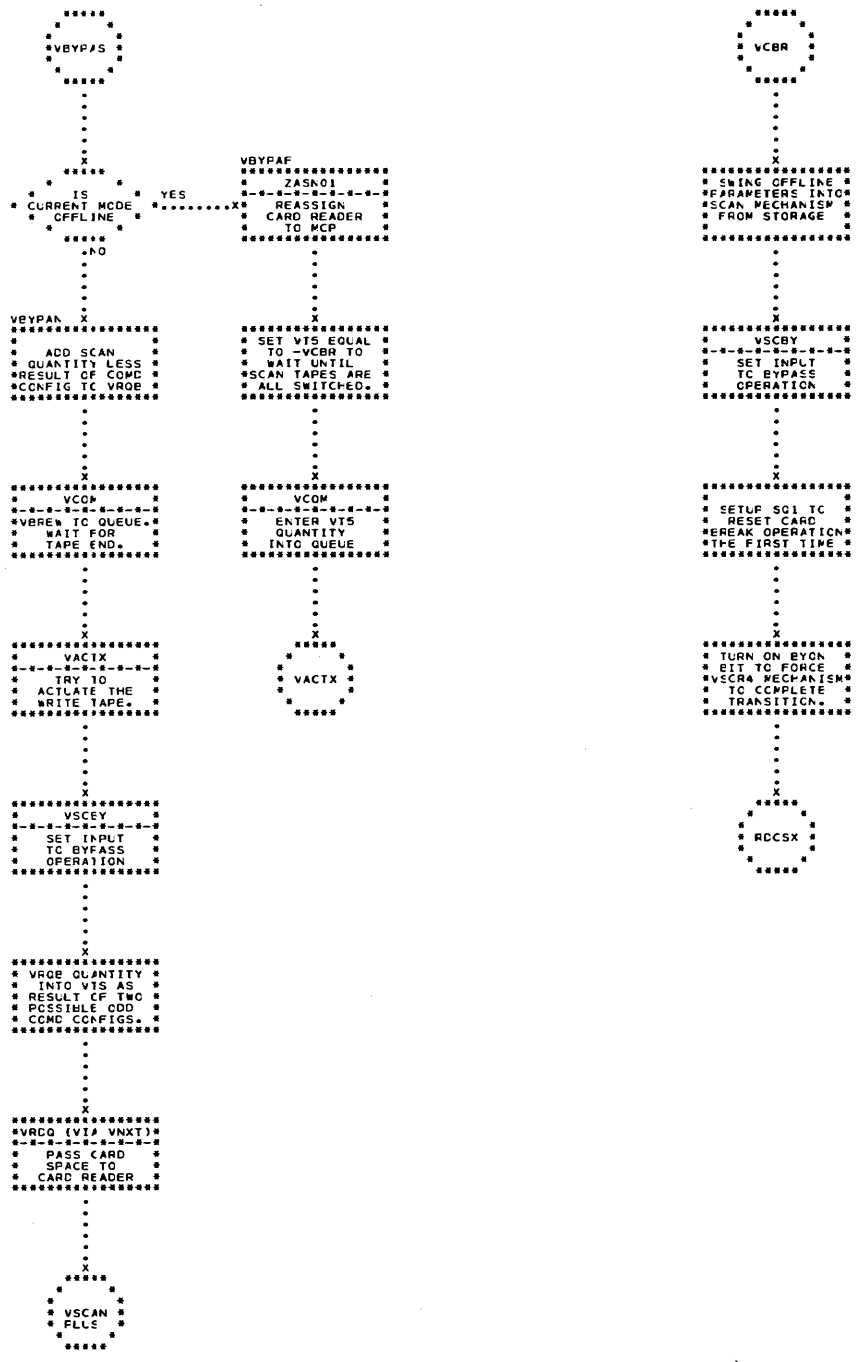 VBYPAS
IS
CURRENT MODE
OFFLINE
YES
NO
VBYPAN
ADD SCAN
QUANTITY LESS
RESULT OF COMD
CONFIG TO VRQB
VCOM
VBREW TO QUEUE.
WAIT FOR
TAPE END.
VACTX
TRY TO
ACTUATE THE
WRITE TAPE.
VSCEY
SET INPUT
TO BYPASS
OPERATION
VRQB QUANTITY
INTO VTS AS
RESULT OF TWO
POSSIBLE ODD
COMD CONFIGS.
VRCQ (VIA VNXT)
PASS CARD
SPACE TO
CARD READER
VSCAN
PLUS
VBYPAF
ZASN01
REASSIGN
CARD READER
TO MCP
SET VT5 EQUAL
TO -VCBR TO
WAIT UNTIL
SCAN TAPES ARE
ALL SWITCHED.
VCOM
ENTER VT5
QUANTITY
INTO QUEUE
VACTX
VCBR
SWING OFFLINE
PARAMETERS INTO
SCAN MECHANISM
FROM STORAGE
VSCBY
SET INPUT
TO BYPASS
OPERATION
SETUP SQ1 TO
RESET CARD
BREAK OPERATION
THE FIRST TIME
TURN ON BYON
BIT TO FORCE
VSCR4 MECHANISM
TO COMPLETE
TRANSITION.
RDCSX